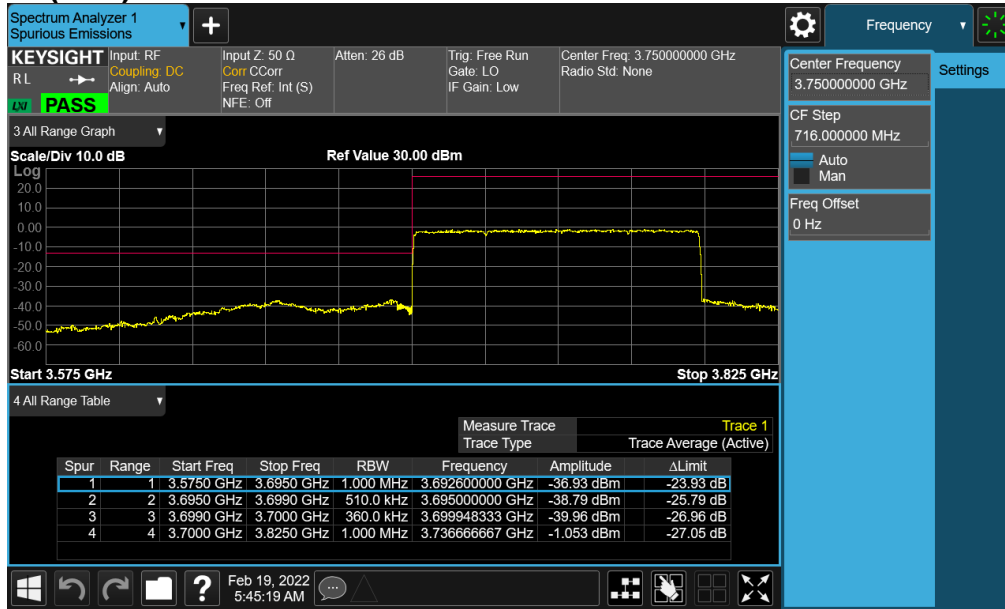 Spectrum Analyzer 1
Spurious Emissions
+
Frequency
KEYSIGHT
R L
LXI
PASS
Input: RF
Coupling: DC
Align: Auto
Input Z: 50 Ω
Corr CCorr
Freq Ref: Int (S)
NFE: Off
Atten: 26 dB
Trig: Free Run
Gate: LO
IF Gain: Low
Center Freq: 3.750000000 GHz
Radio Std: None
Center Frequency
3.750000000 GHz
Settings
CF Step
716.000000 MHz
Auto
Man
Freq Offset
0 Hz
3 All Range Graph
Scale/Div 10.0 dB
Ref Value 30.00 dBm
Log
20.0
10.0
0.00
-10.0
-20.0
-30.0
-40.0
-50.0
-60.0
Start 3.575 GHz
Stop 3.825 GHz
4 All Range Table
Measure Trace Trace 1
Trace Type Trace Average (Active)
Spur Range Start Freq Stop Freq RBW Frequency Amplitude ΔLimit
1 1 3.5750 GHz 3.6950 GHz 1.000 MHz 3.692600000 GHz -36.93 dBm -23.93 dB
2 2 3.6950 GHz 3.6990 GHz 510.0 kHz 3.695000000 GHz -38.79 dBm -25.79 dB
3 3 3.6990 GHz 3.7000 GHz 360.0 kHz 3.699948333 GHz -39.96 dBm -26.96 dB
4 4 3.7000 GHz 3.8250 GHz 1.000 MHz 3.736666667 GHz -1.053 dBm -27.05 dB
?
Feb 19, 2022
5:45:19 AM